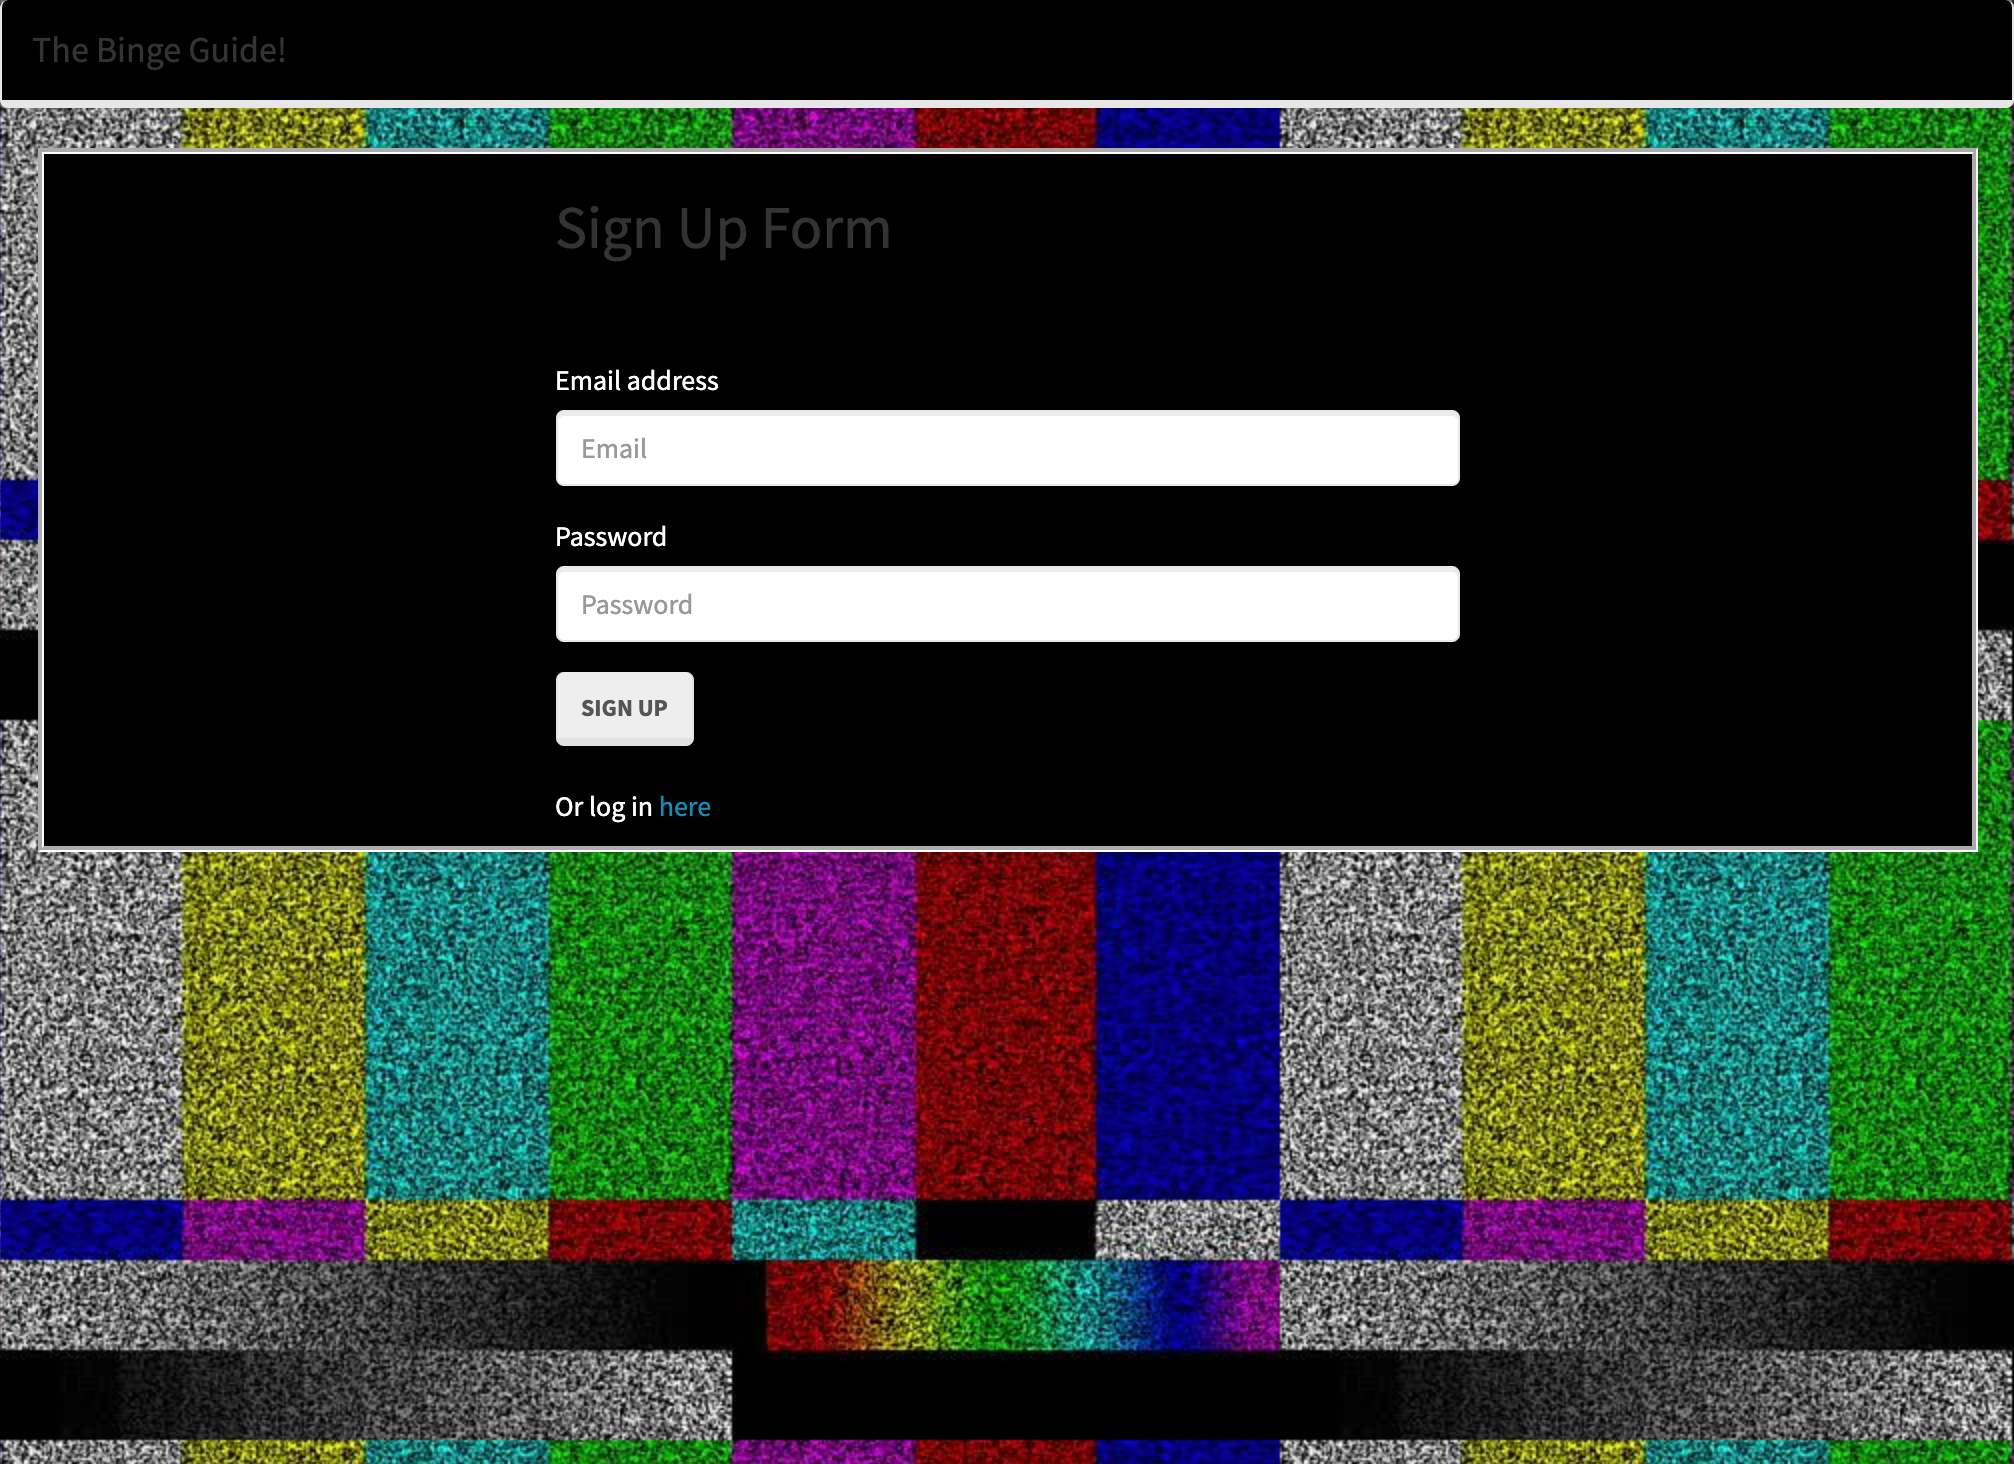 The Binge Guide!
Sign Up Form
Email address
Email
Password
Password
SIGN UP
Or log in here